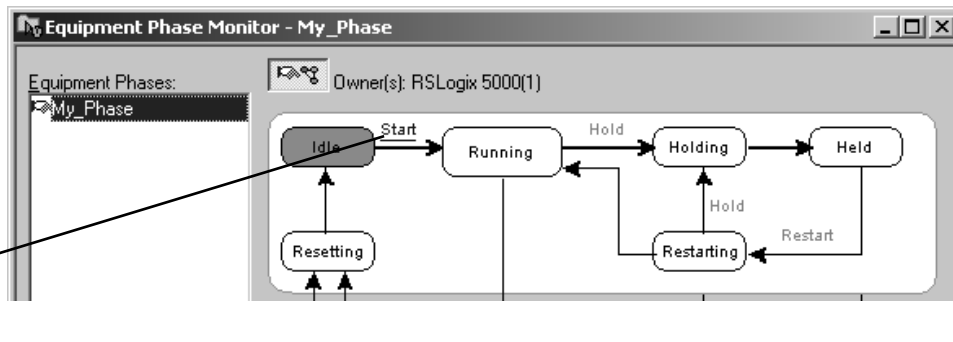 Equipment Phase Monitor - My_Phase
Equipment Phases:
Owner(s): RSLogix 5000(1)
My_Phase
Idle
Start
Running
Hold
Holding
Held
Hold
Resetting
Restarting
Restart